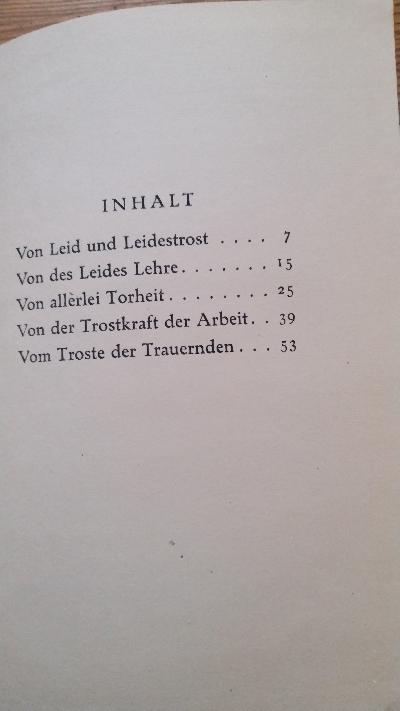 INHALT
Von Leid und Leidestrost . . . . 7
Von des Leides Lehre . . . . . . . 15
Von allerlei Torheit . . . . . . . . 25
Von der Trostkraft der Arbeit . . 39
Vom Troste der Trauernden . . . 53